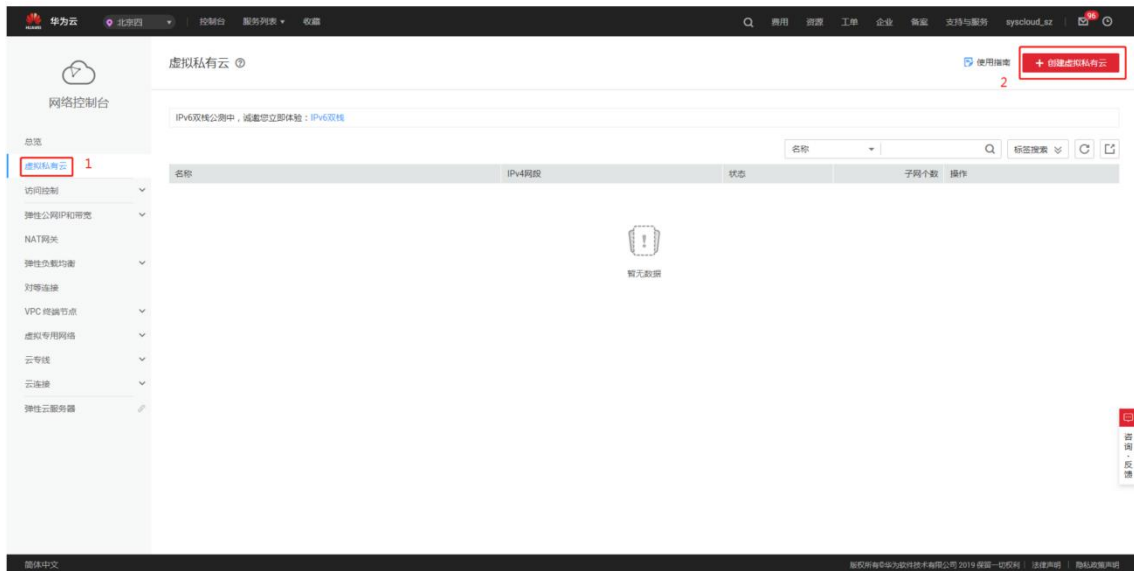 HUAWEI 华为云 北京四 控制台 服务列表 收藏 费用 资源 工单 企业 备案 支持与服务 syscloud_sz 96
网络控制台
总览
虚拟私有云 1
访问控制
弹性公网IP和带宽
NAT网关
弹性负载均衡
对等连接
VPC 终端节点
虚拟专用网络
云专线
云连接
弹性云服务器
虚拟私有云
使用指南
+ 创建虚拟私有云
2
IPv6双栈公测中，诚邀您立即体验：IPv6双栈
名称 标签搜索
名称 IPv4网段 状态 子网个数 操作
暂无数据
咨询·反馈
简体中文 版权所有©华为软件技术有限公司 2019 保留一切权利 | 法律声明 | 隐私政策声明